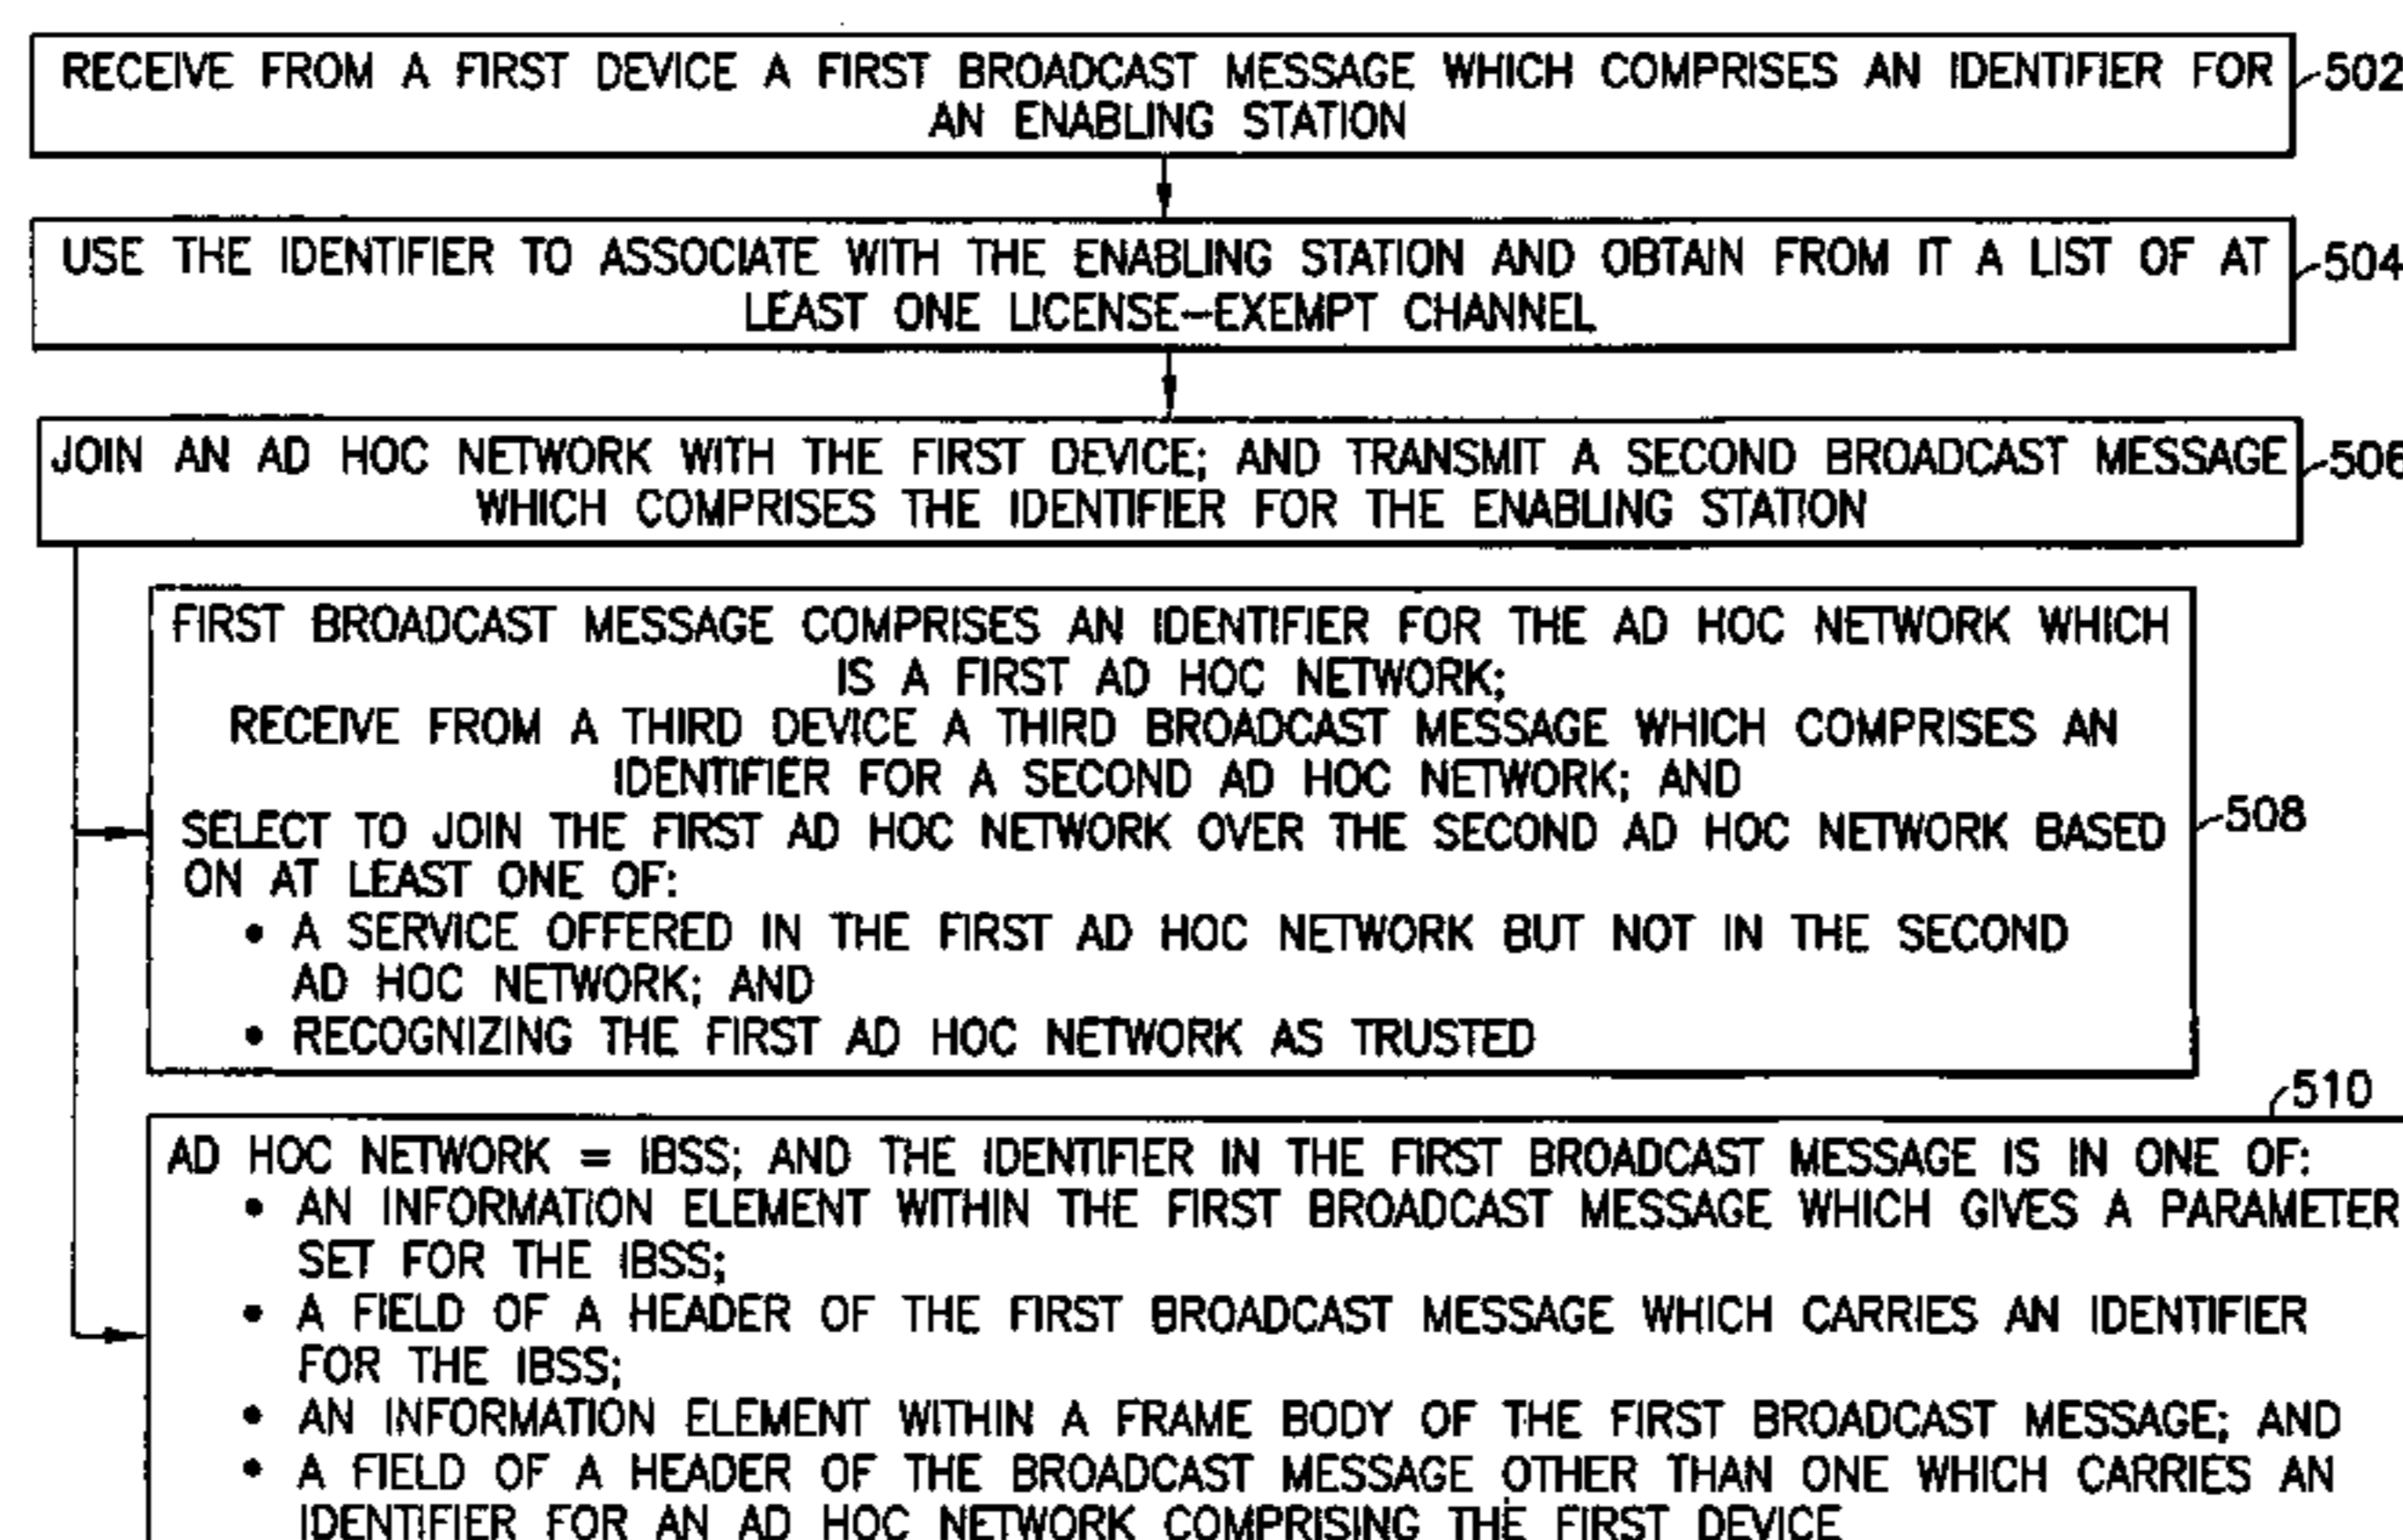 RECEIVE FROM A FIRST DEVICE A FIRST BROADCAST MESSAGE WHICH COMPRISES AN IDENTIFIER FOR
AN ENABLING STATION
502
USE THE IDENTIFIER TO ASSOCIATE WITH THE ENABLING STATION AND OBTAIN FROM IT A LIST OF AT
LEAST ONE LICENSE-EXEMPT CHANNEL
504
JOIN AN AD HOC NETWORK WITH THE FIRST DEVICE; AND TRANSMIT A SECOND BROADCAST MESSAGE
WHICH COMPRISES THE IDENTIFIER FOR THE ENABLING STATION
506
FIRST BROADCAST MESSAGE COMPRISES AN IDENTIFIER FOR THE AD HOC NETWORK WHICH
IS A FIRST AD HOC NETWORK;
RECEIVE FROM A THIRD DEVICE A THIRD BROADCAST MESSAGE WHICH COMPRISES AN
IDENTIFIER FOR A SECOND AD HOC NETWORK; AND
SELECT TO JOIN THE FIRST AD HOC NETWORK OVER THE SECOND AD HOC NETWORK BASED
ON AT LEAST ONE OF:
• A SERVICE OFFERED IN THE FIRST AD HOC NETWORK BUT NOT IN THE SECOND
AD HOC NETWORK; AND
• RECOGNIZING THE FIRST AD HOC NETWORK AS TRUSTED
508
510
AD HOC NETWORK = IBSS; AND THE IDENTIFIER IN THE FIRST BROADCAST MESSAGE IS IN ONE OF:
• AN INFORMATION ELEMENT WITHIN THE FIRST BROADCAST MESSAGE WHICH GIVES A PARAMETER
SET FOR THE IBSS;
• A FIELD OF A HEADER OF THE FIRST BROADCAST MESSAGE WHICH CARRIES AN IDENTIFIER
FOR THE IBSS;
• AN INFORMATION ELEMENT WITHIN A FRAME BODY OF THE FIRST BROADCAST MESSAGE; AND
• A FIELD OF A HEADER OF THE BROADCAST MESSAGE OTHER THAN ONE WHICH CARRIES AN
IDENTIFIER FOR AN AD HOC NETWORK COMPRISING THE FIRST DEVICE